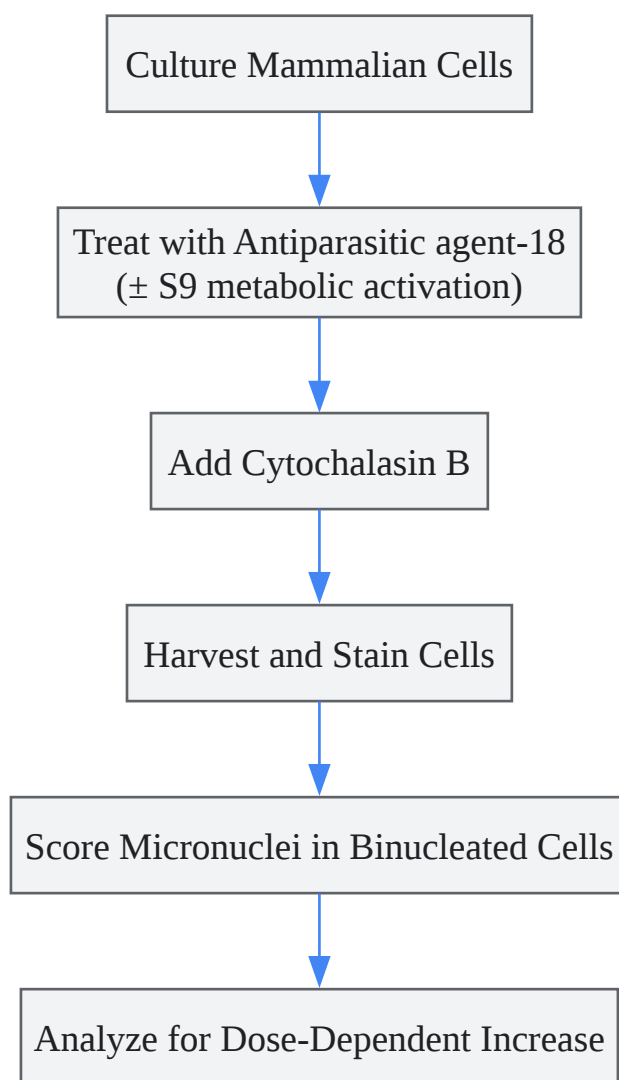 Culture Mammalian Cells
Treat with Antiparasitic agent-18
(± S9 metabolic activation)
Add Cytochalasin B
Harvest and Stain Cells
Score Micronuclei in Binucleated Cells
Analyze for Dose-Dependent Increase